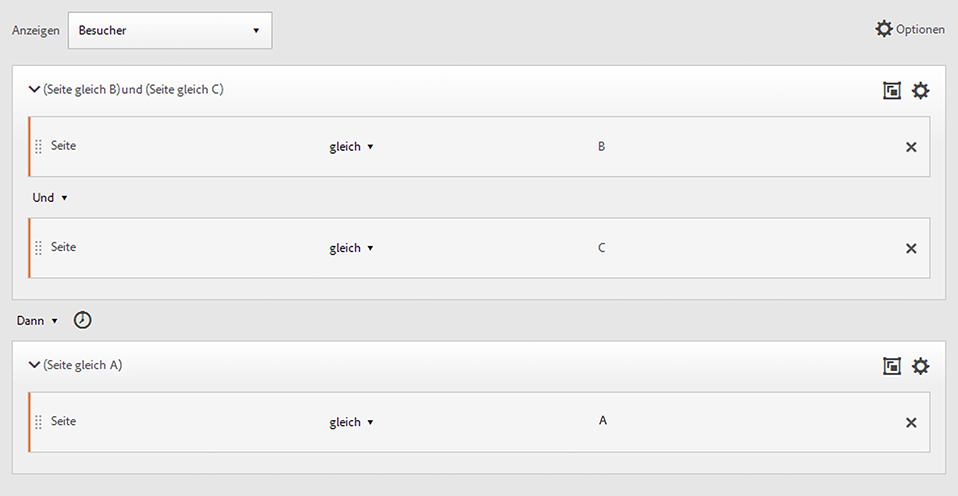 Anzeigen Besucher Optionen
(Seite gleich B)und (Seite gleich C)
Seite gleich B
Und
Seite gleich C
Dann
(Seite gleich A)
Seite gleich A